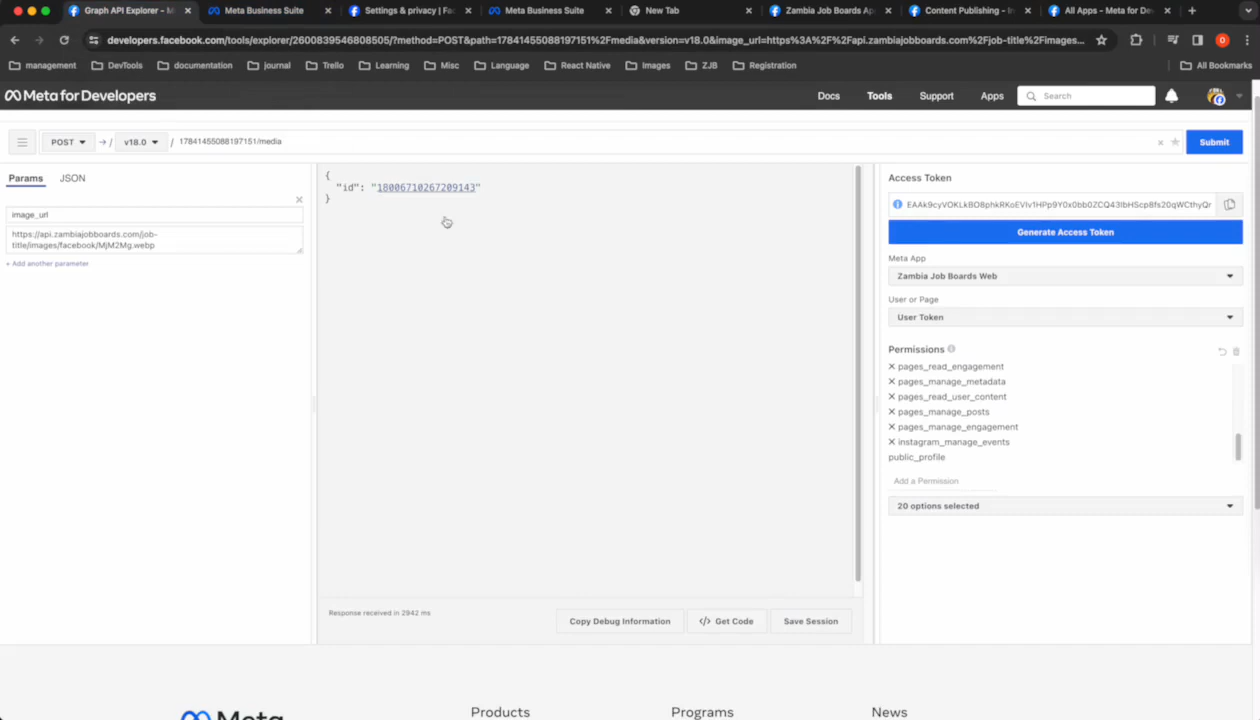 Graph API Explorer - M
Meta Business Suite
Settings & privacy | Fac
Meta Business Suite
New Tab
Zambia Job Boards Ap
Content Publishing - In
All Apps - Meta for De
developers.facebook.com/tools/explorer/2600839546808505/?method=POST&path=17841455088197151%2Fmedia&version=v18.0&image_url=https%3A%2F%2Fapi.zambiajobboards.com%2Fjob-title%2Fimages...
management
DevTools
documentation
Journal
Trello
Learning
Misc
Language
React Native
Images
ZJB
Registration
All Bookmarks
Meta for Developers
Docs
Tools
Support
Apps
Search
POST
v18.0
/ 17841455088197151/media
Submit
Params
JSON
image_url
https://api.zambiajobboards.com/job-
title/images/facebook/MjM2Mg.webp
+ Add another parameter
{
"id": "18006710267209143"
}
Response received in 2942 ms
Copy Debug Information
</> Get Code
Save Session
Access Token
Generate Access Token
Meta App
Zambia Job Boards Web
User or Page
User Token
Permissions
pages_read_engagement
pages_manage_metadata
pages_read_user_content
pages_manage_posts
pages_manage_engagement
instagram_manage_events
public_profile
Add a Permission
20 options selected
Meta
Products
Programs
News